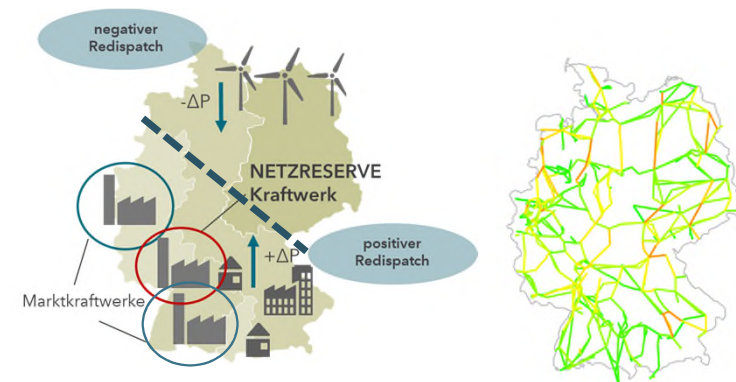 negativer
Redispatch
-ΔP
NETZRESERVE
Kraftwerk
+ΔP
positiver
Redispatch
Marktkraftwerke